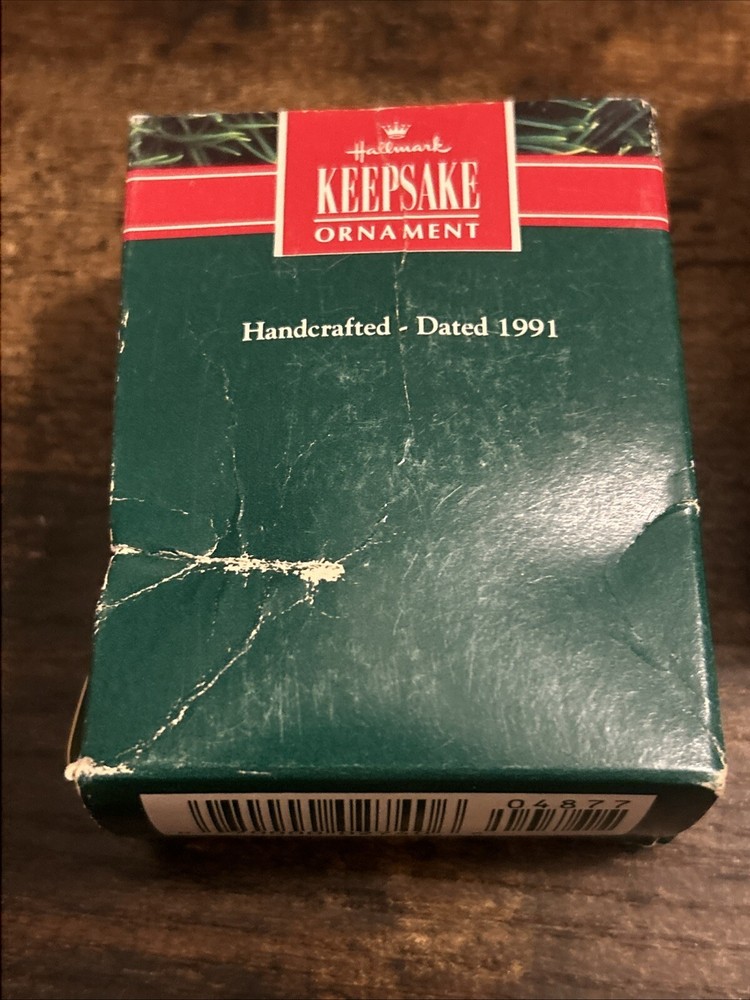 Hallmark
KEEPSAKE
ORNAMENT
Handcrafted - Dated 1991
04877